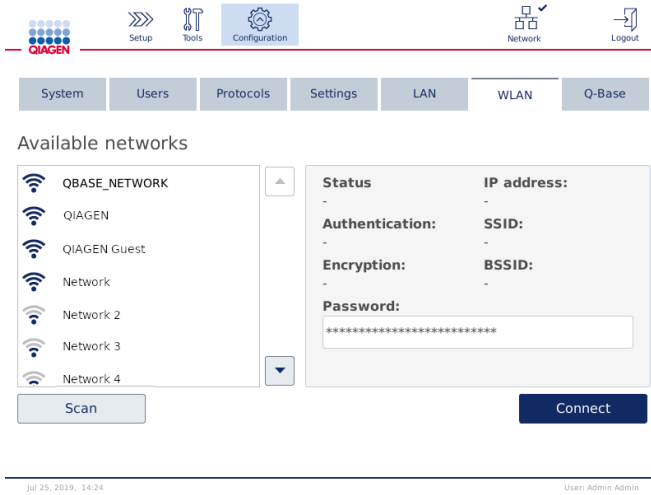 QIAGEN
Setup
Tools
Configuration
Network
Logout
System
Users
Protocols
Settings
LAN
WLAN
Q-Base
Available networks
QBASE_NETWORK
QIAGEN
QIAGEN Guest
Network
Network 2
Network 3
Network 4
Status
-
IP address:
-
Authentication:
-
SSID:
-
Encryption:
-
BSSID:
-
Password:
**************************
Scan
Connect
Jul 25, 2019, 14:24
User: Admin Admin